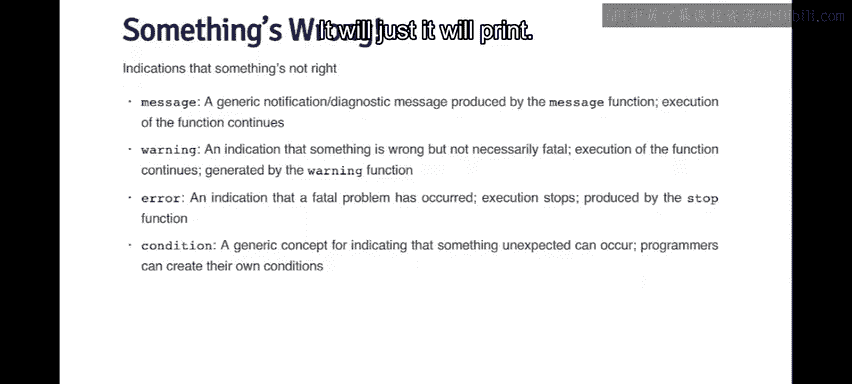 Something's Wrong!
It will just it will print.
Indications that something's not right
· message: A generic notification/diagnostic message produced by the message function; execution
of the function continues
· warning: An indication that something is wrong but not necessarily fatal; execution of the function
continues; generated by the warning function
· error: An indication that a fatal problem has occurred; execution stops; produced by the stop
function
· condition: A generic concept for indicating that something unexpected can occur; programmers
can create their own conditions